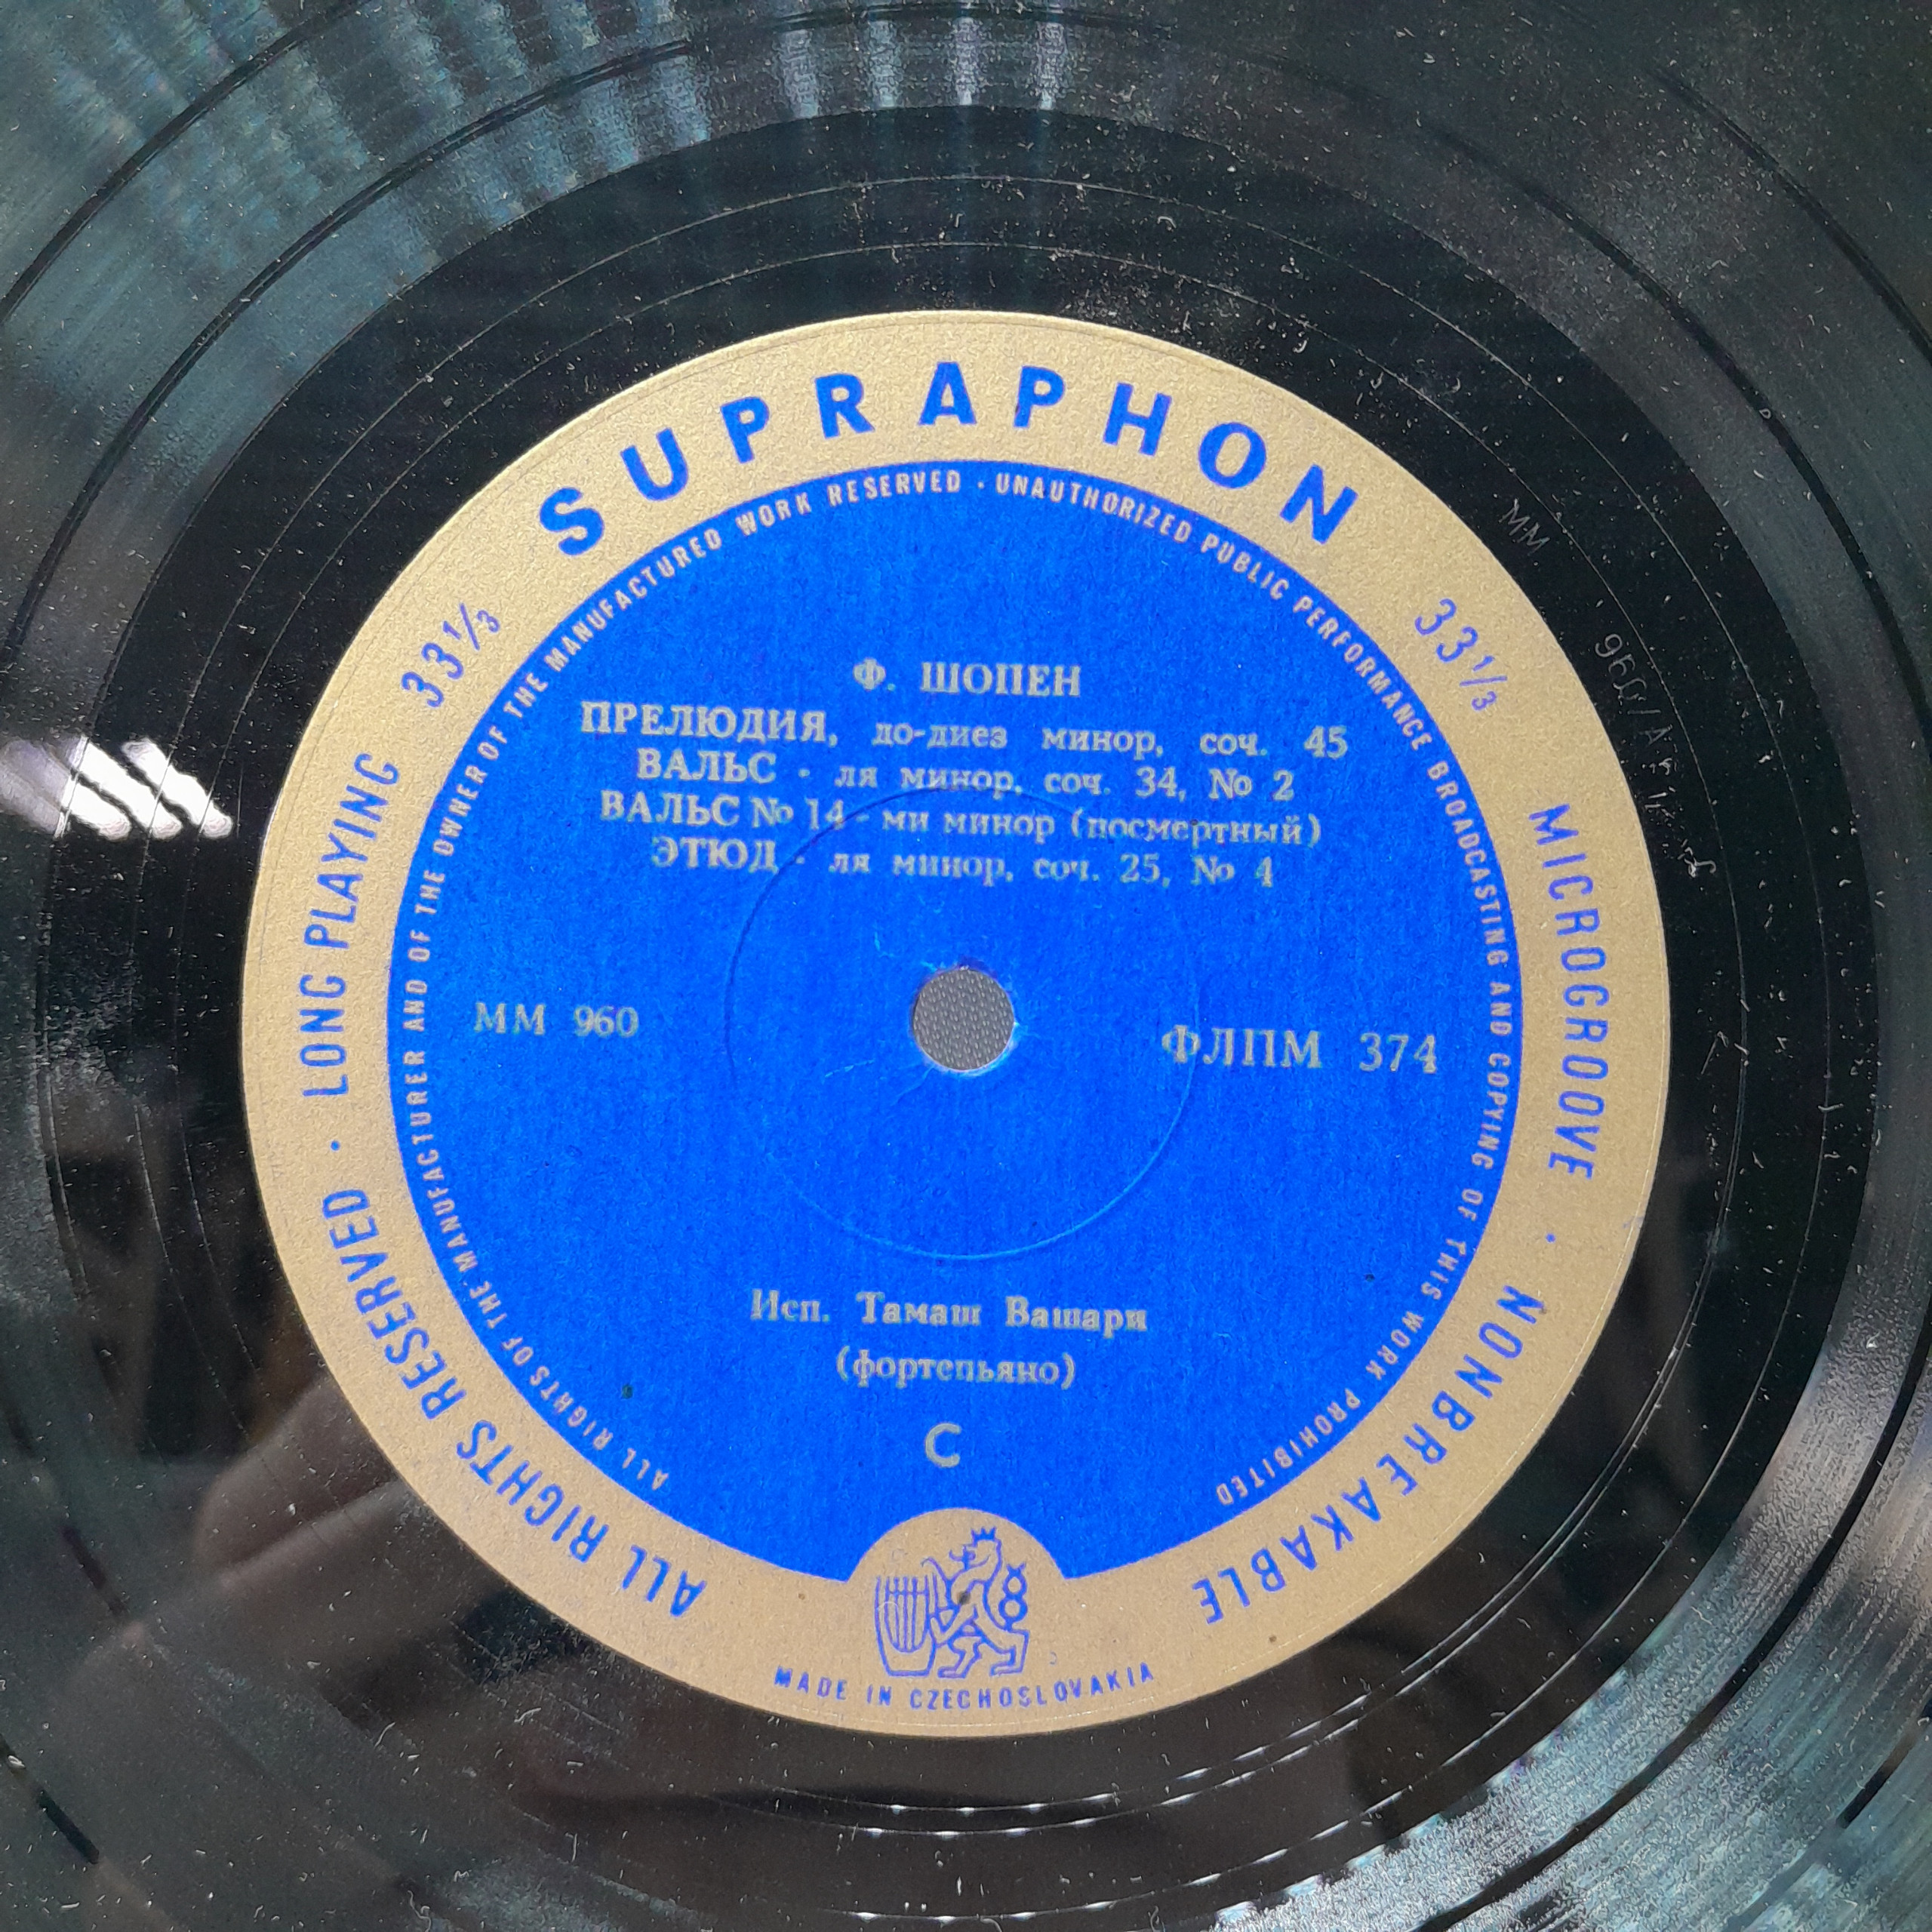 SUPRAPHON
33⅓
33⅓
LONG PLAYING
MICROGROOVE · NONBREAKABLE
ALL RIGHTS RESERVED ·
ALL RIGHTS OF THE MANUFACTURER AND OF THE OWNER OF THE MANUFACTURED WORK RESERVED · UNAUTHORIZED PUBLIC PERFORMANCE BROADCASTING AND COPYING OF THIS WORK PROHIBITED
Ф. ШОПЕН
ПРЕЛЮДИЯ, до-диез минор, соч. 45
ВАЛЬС · ля минор, соч. 34, № 2
ВАЛЬС № 14 - ми минор (посмертный)
ЭТЮД · ля минор, соч. 25, № 4
ММ 960
ФЛПМ 374
Исп. Тамаш Вашари
(фортепьяно)
С
MADE IN CZECHOSLOVAKIA
MM